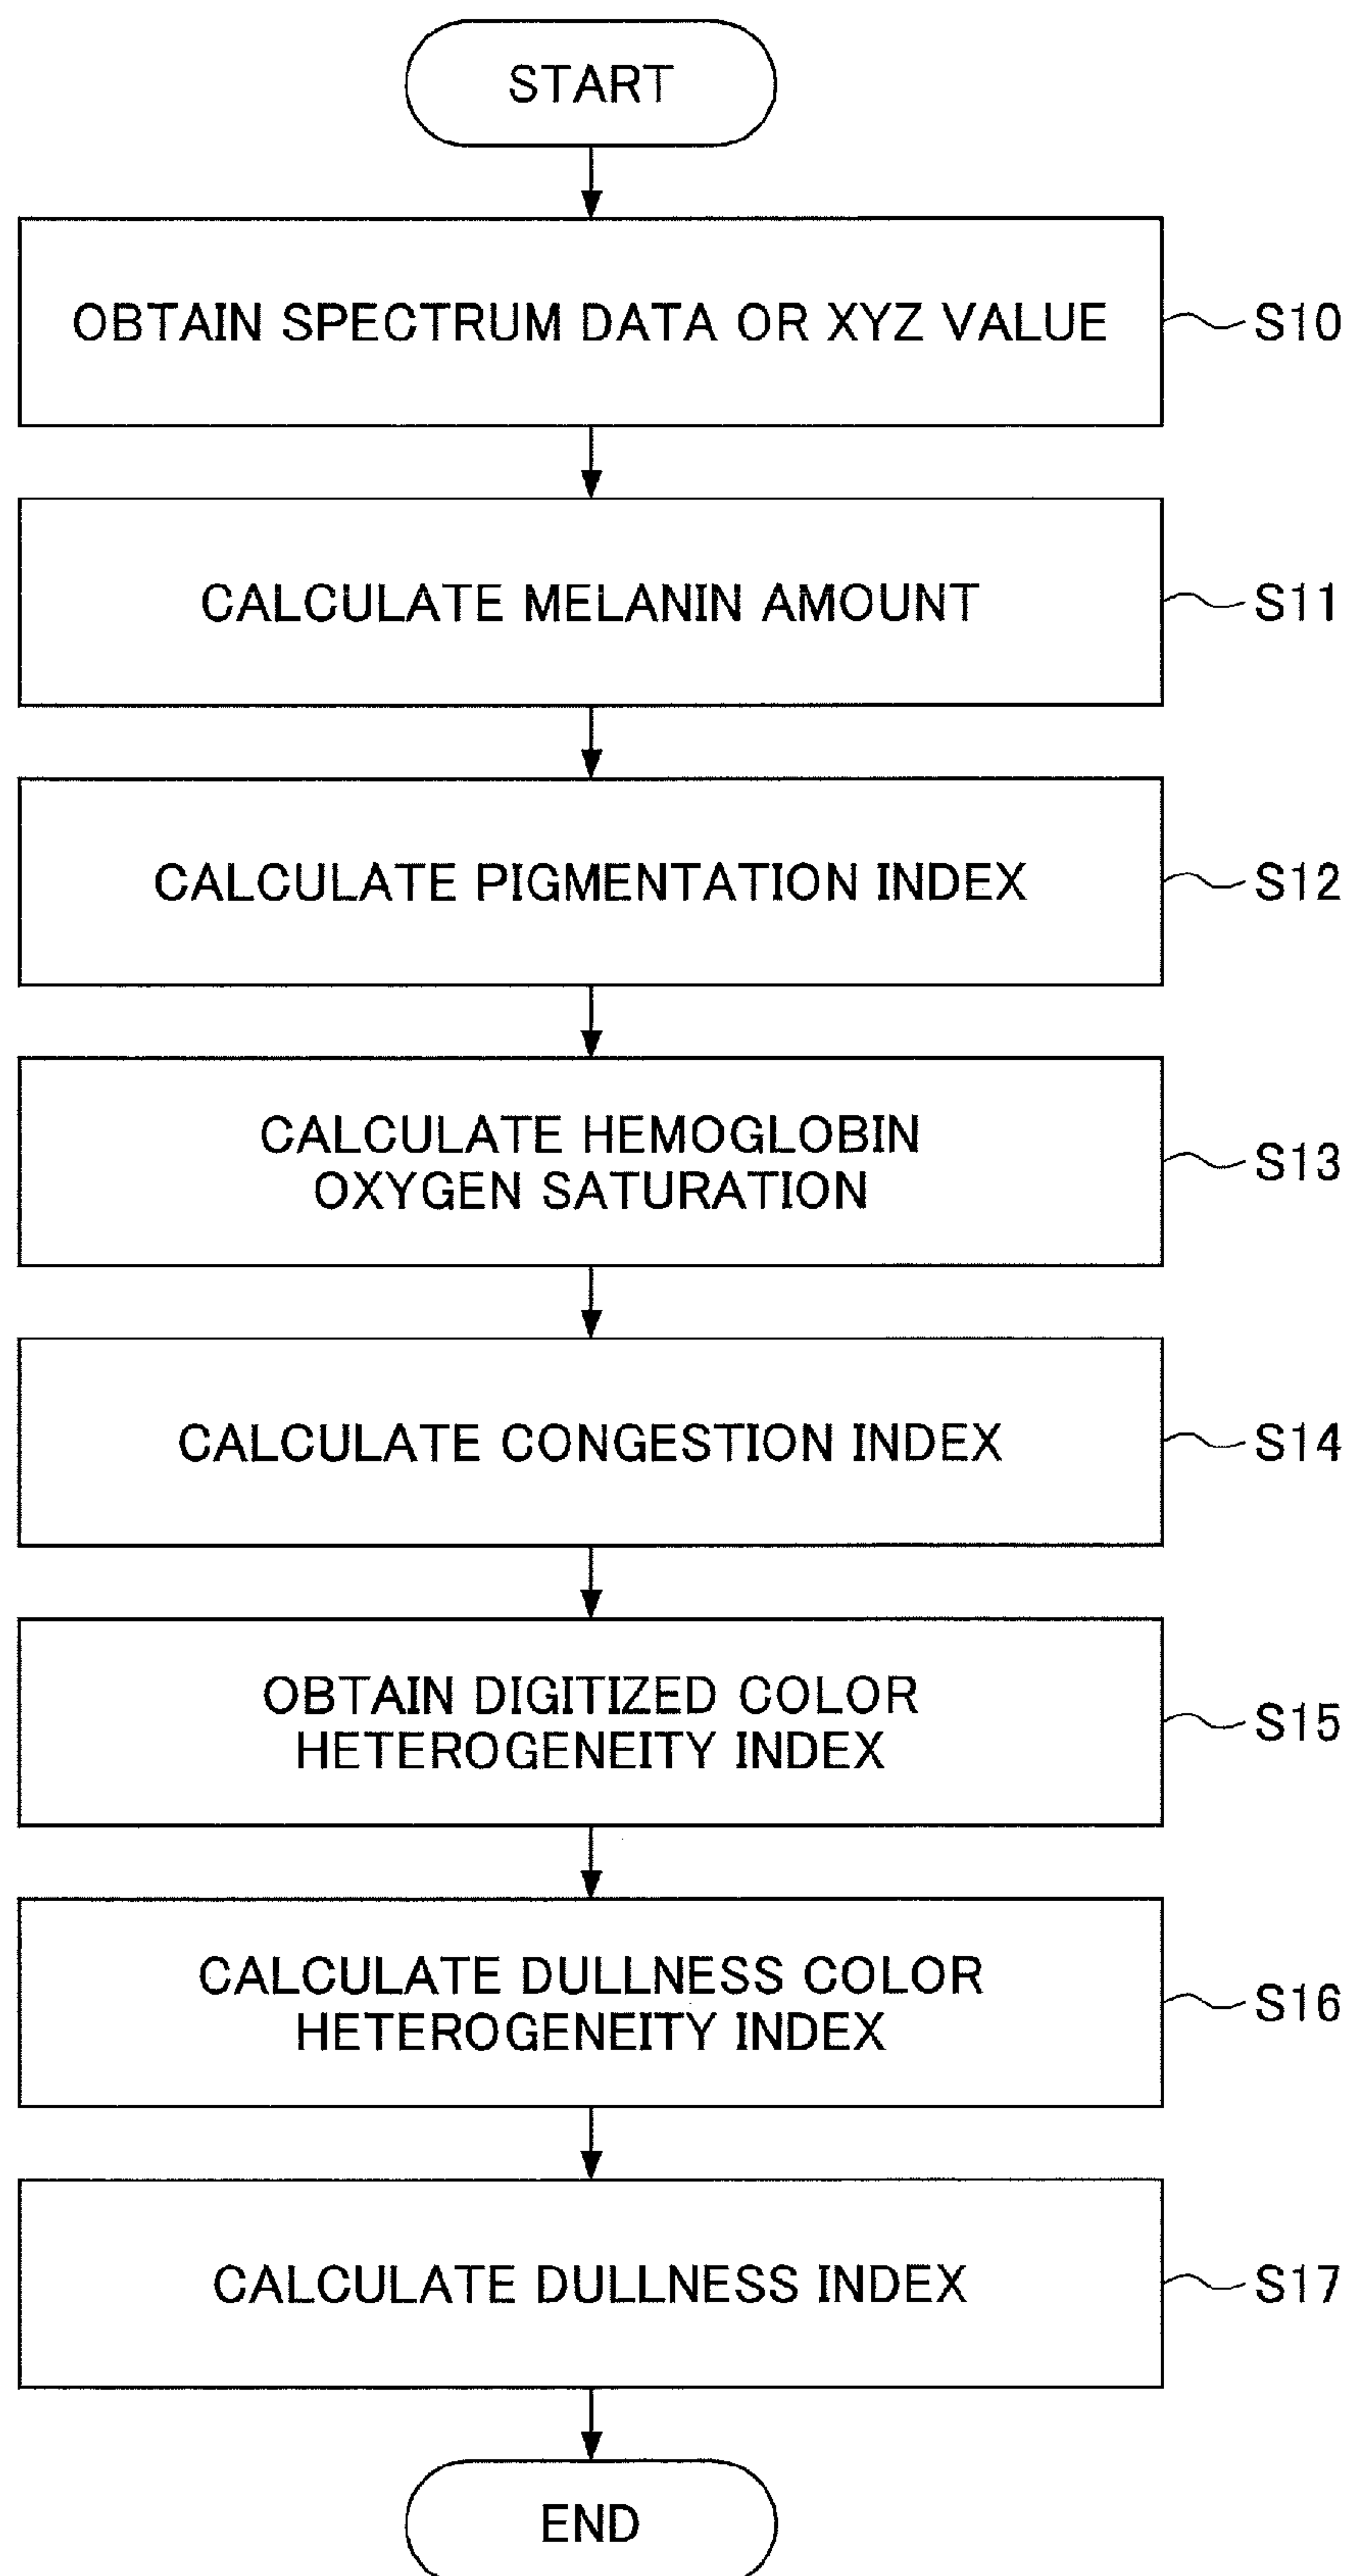 START
OBTAIN SPECTRUM DATA OR XYZ VALUE
S10
CALCULATE MELANIN AMOUNT
S11
CALCULATE PIGMENTATION INDEX
S12
CALCULATE HEMOGLOBIN
OXYGEN SATURATION
S13
CALCULATE CONGESTION INDEX
S14
OBTAIN DIGITIZED COLOR
HETEROGENEITY INDEX
S15
CALCULATE DULLNESS COLOR
HETEROGENEITY INDEX
S16
CALCULATE DULLNESS INDEX
S17
END